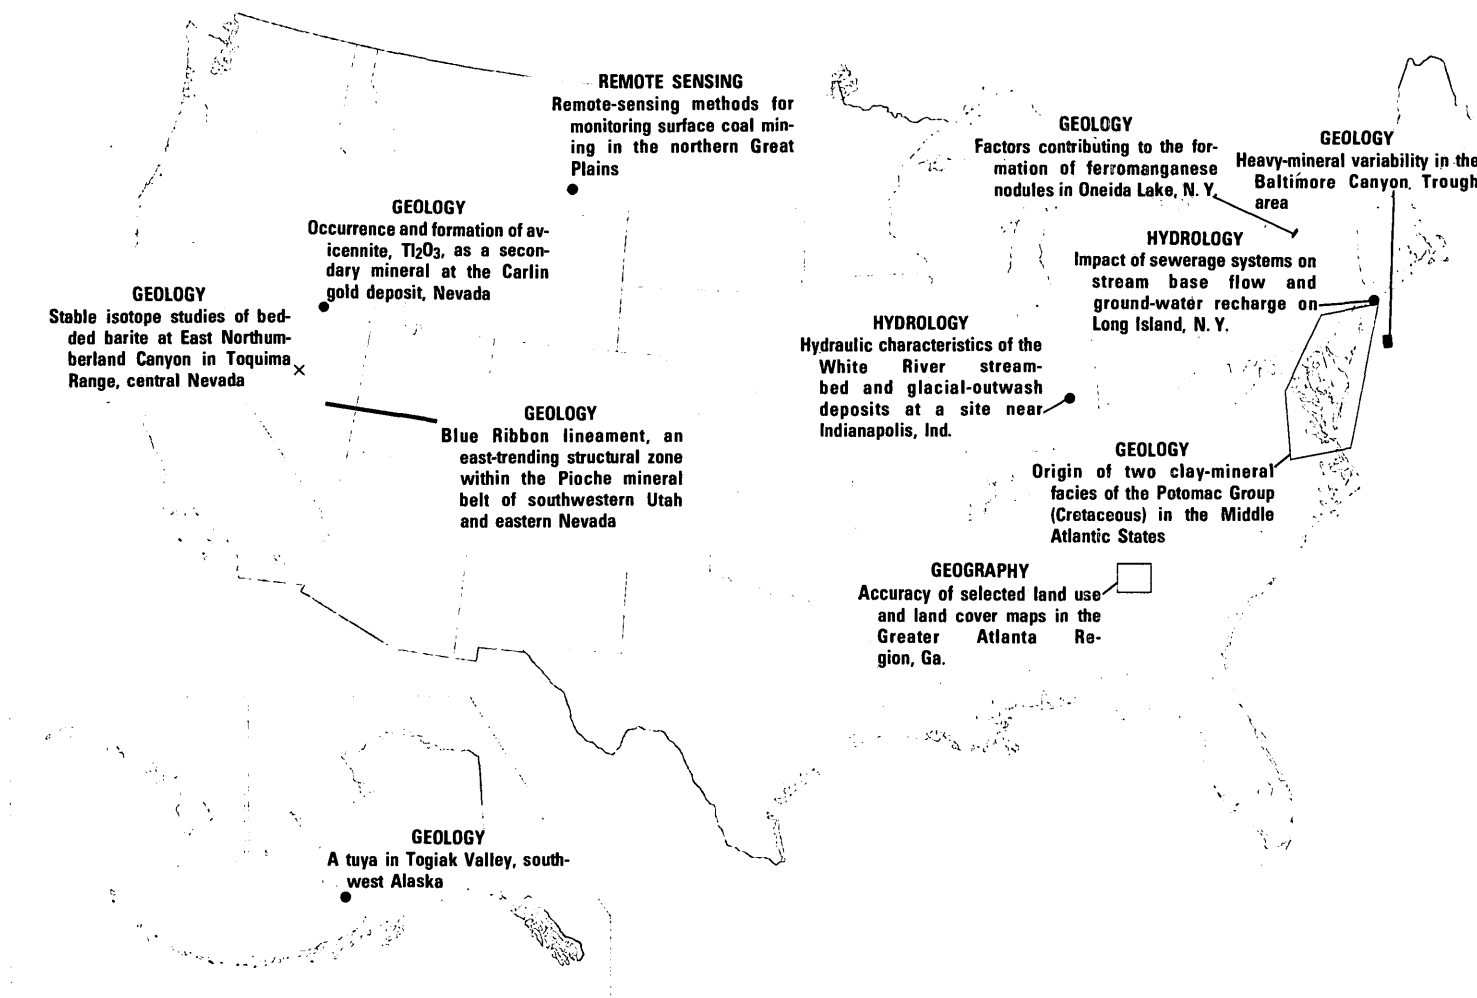 REMOTE SENSING
Remote-sensing methods for
monitoring surface coal min-
ing in the northern Great
Plains
GEOLOGY
Factors contributing to the for-
mation of ferromanganese
nodules in Oneida Lake, N. Y.
GEOLOGY
Heavy-mineral variability in the
Baltimore Canyon Trough
area
GEOLOGY
Occurrence and formation of av-
icennite, Tl2O3, as a secon-
dary mineral at the Carlin
gold deposit, Nevada
HYDROLOGY
Impact of sewerage systems on
stream base flow and
ground-water recharge on
Long Island, N. Y.
GEOLOGY
Stable isotope studies of bed-
ded barite at East Northum-
berland Canyon in Toquima
Range, central Nevada
HYDROLOGY
Hydraulic characteristics of the
White River stream-
bed and glacial-outwash
deposits at a site near
Indianapolis, Ind.
GEOLOGY
Blue Ribbon lineament, an
east-trending structural zone
within the Pioche mineral
belt of southwestern Utah
and eastern Nevada
GEOLOGY
Origin of two clay-mineral
facies of the Potomac Group
(Cretaceous) in the Middle
Atlantic States
GEOGRAPHY
Accuracy of selected land use
and land cover maps in the
Greater Atlanta Re-
gion, Ga.
GEOLOGY
A tuya in Togiak Valley, south-
west Alaska